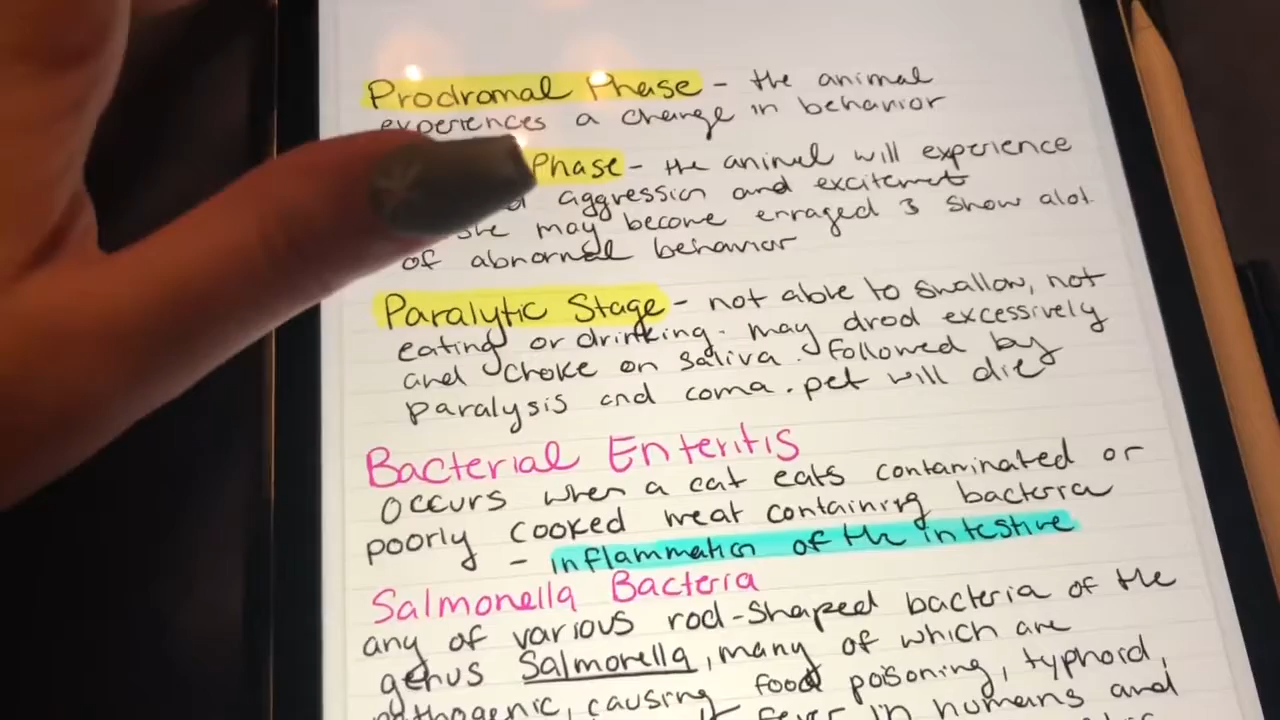 Prodromal Phase - the animal
experiences a change in behavior
Phase - the animal will experience
aggression and excitemet
may become enraged & show alot
of abnormal behavior
Paralytic Stage - not able to swallow, not
eating or drinking. may drool excessively
and choke on saliva. followed by
paralysis and coma. pet will die
Bacterial Enteritis
occurs when a cat eats contaminated or
poorly cooked meat containing bacteria
- inflammation of the intestine
Salmonella Bacteria
any of various rod-shaped bacteria of the
genus Salmonella, many of which are
pathogenic, causing food poisoning, typhoid,
fever in humans and